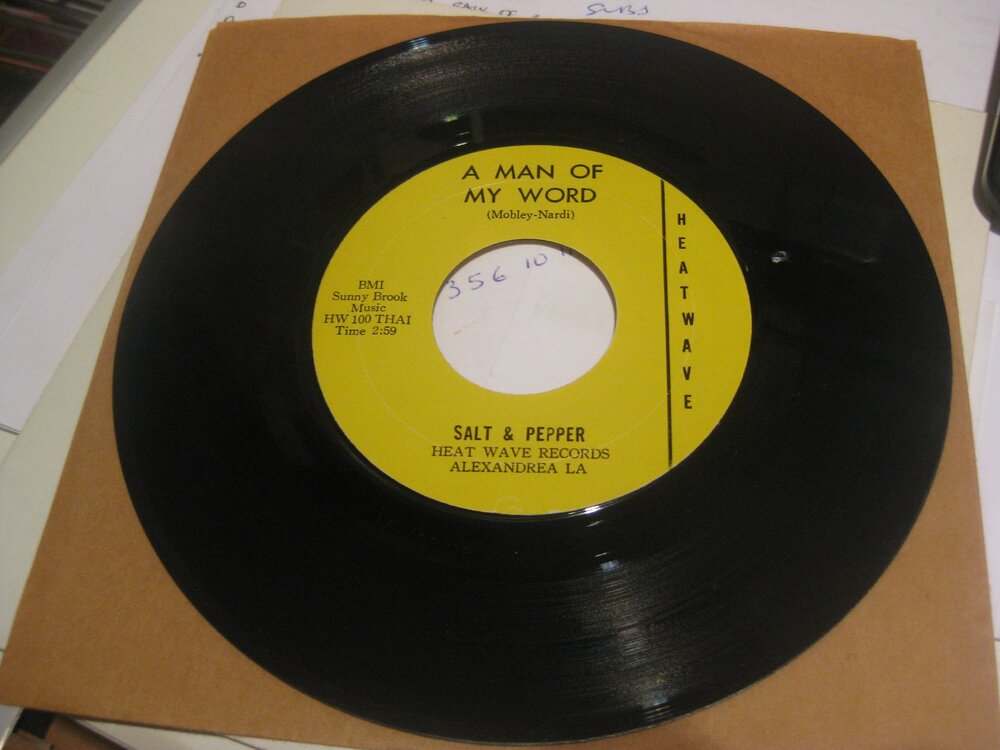 SUBS
A MAN OF
MY WORD
(Mobley-Nardi)
BMI
Sunny Brook
Music
HW 100 THAI
Time 2:59
356 10"
HEATWAVE
SALT & PEPPER
HEAT WAVE RECORDS
ALEXANDREA LA